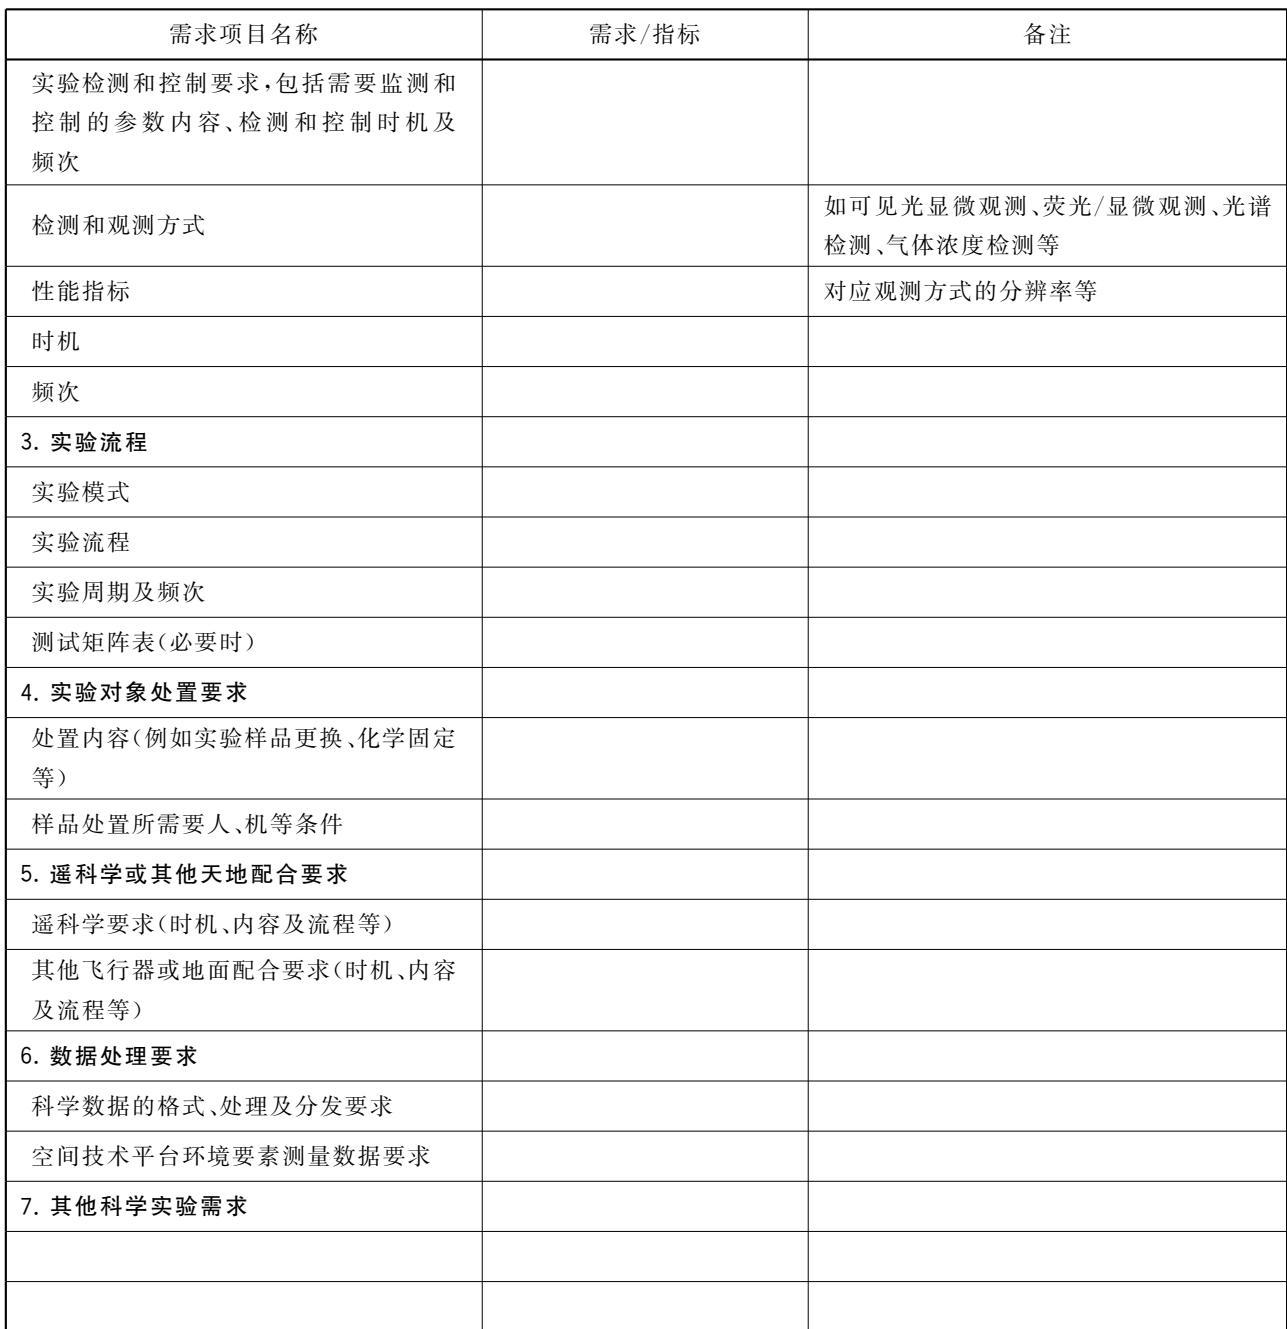 需求项目名称
需求/指标
备注
实验检测和控制要求,包括需要监测和
控制的参数内容、检测和控制时机及
频次
检测和观测方式
如可见光显微观测、荧光/显微观测、光谱
检测、气体浓度检测等
性能指标
对应观测方式的分辨率等
时机
频次
3. 实验流程
实验模式
实验流程
实验周期及频次
测试矩阵表(必要时)
4. 实验对象处置要求
处置内容(例如实验样品更换、化学固定
等)
样品处置所需要人、机等条件
5. 遥科学或其他天地配合要求
遥科学要求(时机、内容及流程等)
其他飞行器或地面配合要求(时机、内容
及流程等)
6. 数据处理要求
科学数据的格式、处理及分发要求
空间技术平台环境要素测量数据要求
7. 其他科学实验需求